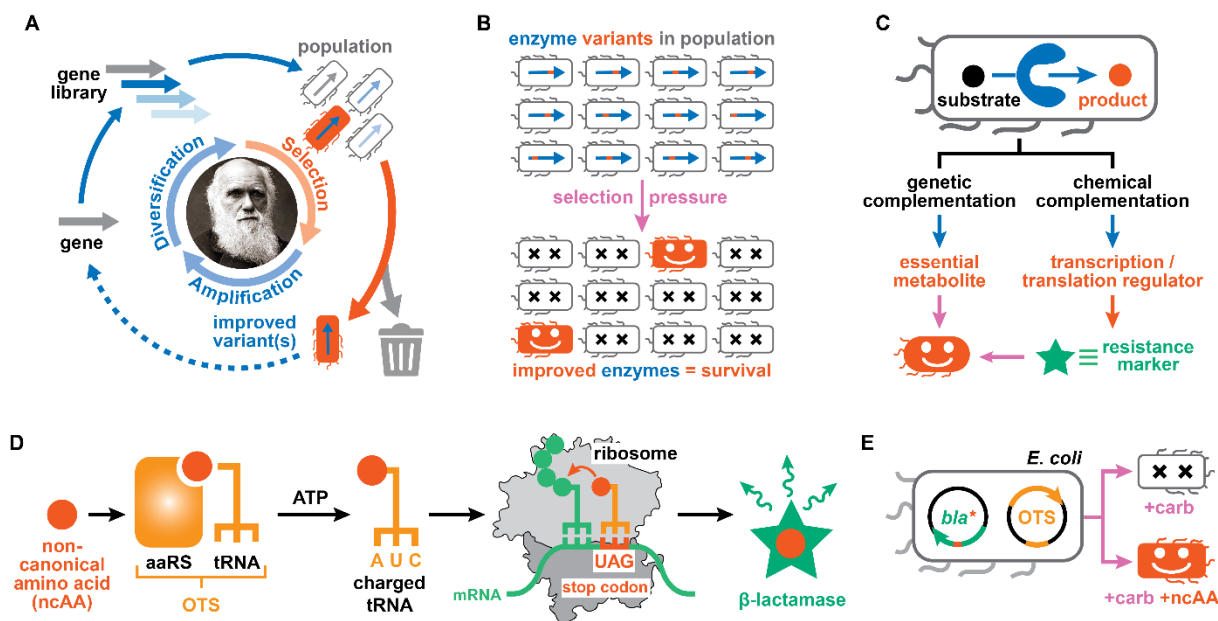 A
population
gene
library
Diversification
Selection
Amplification
gene
improved
variant(s)
B
enzyme variants in population
selection pressure
improved enzymes = survival
C
substrate
product
genetic
complementation
chemical
complementation
essential
metabolite
transcription /
translation regulator
resistance
marker
D
non-
canonical
amino acid
(ncAA)
aaRS
tRNA
OTS
ATP
A U C
charged
tRNA
ribosome
UAG
mRNA
stop codon
β-lactamase
E
E. coli
bla*
OTS
+carb
+carb +ncAA